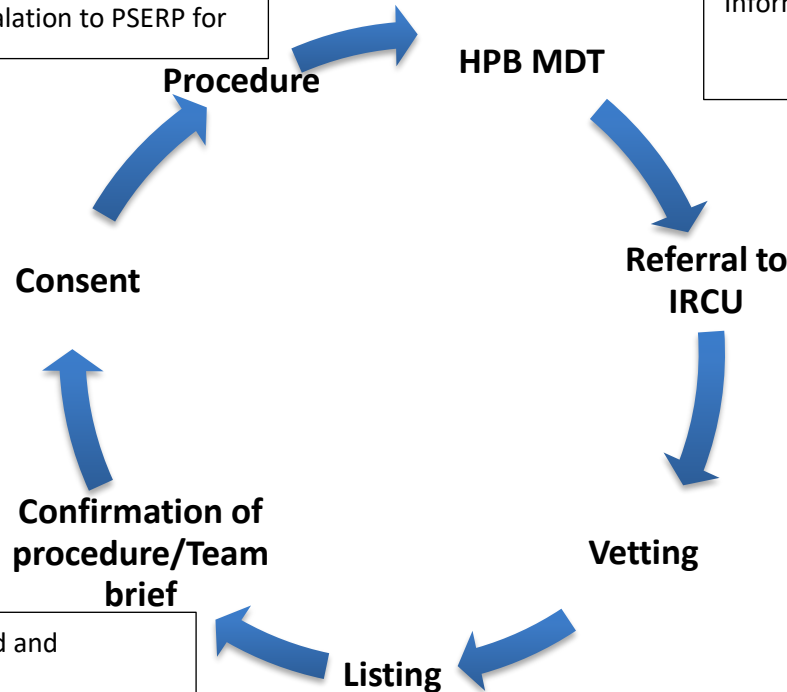 alation to PSERP for
Inform
Procedure
HPB MDT
Referral to
IRCU
Consent
Confirmation of
procedure/Team
brief
Vetting
d and
Listing